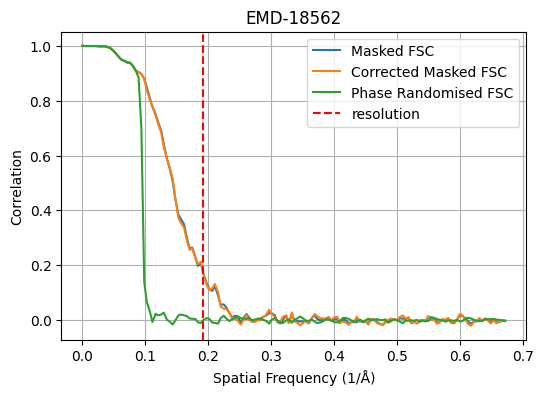 EMD-18562
Masked FSC
Corrected Masked FSC
Phase Randomised FSC
resolution
Correlation
1.0
0.8
0.6
0.4
0.2
0.0
0.0 0.1 0.2 0.3 0.4 0.5 0.6 0.7
Spatial Frequency (1/Å)